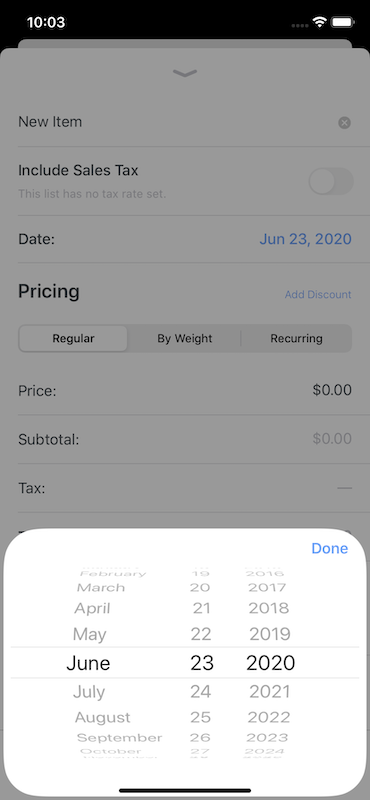 10:03
New Item
Include Sales Tax
This list has no tax rate set.
Date: Jun 23, 2020
Pricing Add Discount
Regular By Weight Recurring
Price: $0.00
Subtotal: $0.00
Tax: —
Done
February 19 2016
March 20 2017
April 21 2018
May 22 2019
June 23 2020
July 24 2021
August 25 2022
September 26 2023
October 27 2024